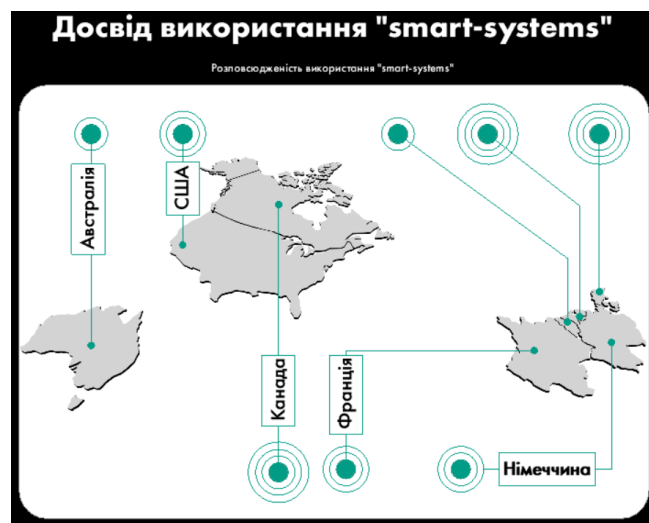 Досвід використання "smart-systems"
Розповсюдженість використання "smart-systems"
Австралія
США
Канада
Франція
Німеччина